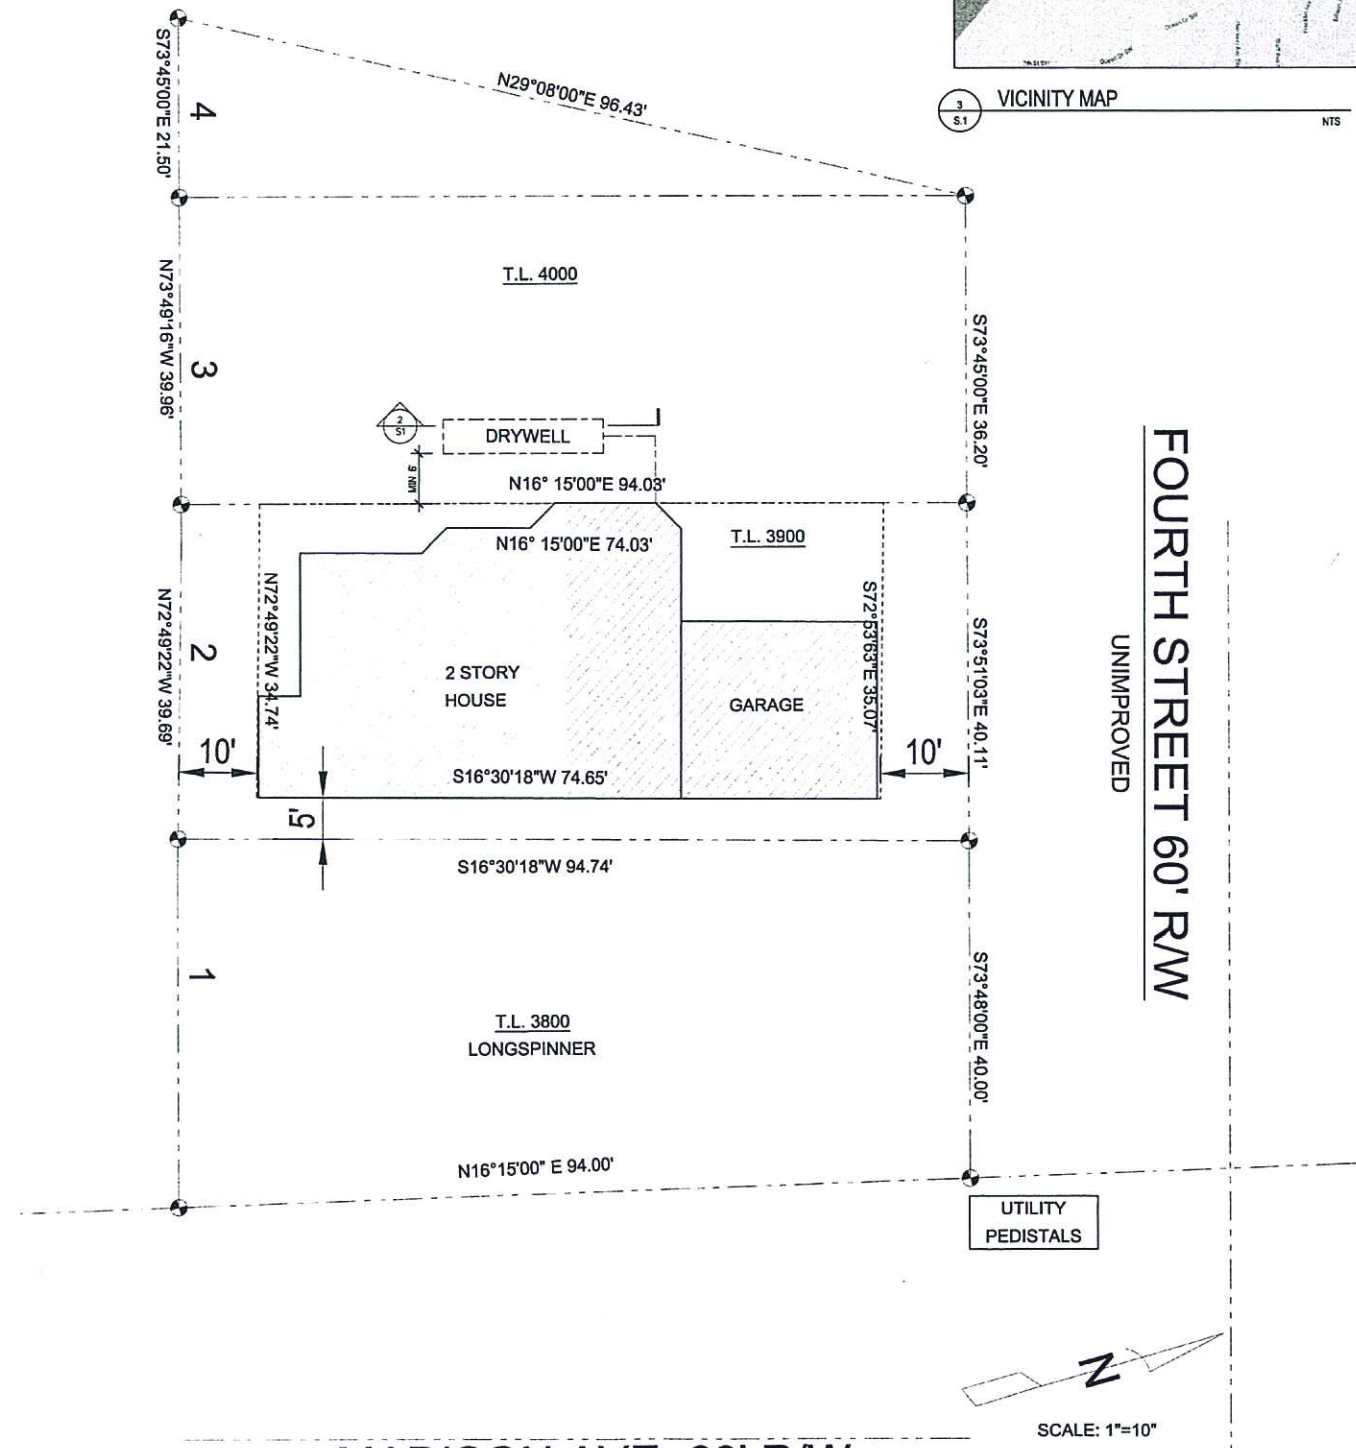 VICINITY MAP
3
S.1
NTS
S73°45'00"E 21.50'
4
N29°08'00"E 96.43'
T.L. 4000
N73°49'16"W 39.96'
3
S73°45'00"E 36.20'
2
S1
DRYWELL
MIN 6
N16° 15'00"E 94.03'
N16° 15'00"E 74.03'
T.L. 3900
N72°49'22"W 39.69'
2
N72°49'22"W 34.74'
2 STORY
HOUSE
GARAGE
S72°53'63"E 35.07'
S73°51'03"E 40.11'
FOURTH STREET 60' R/W
UNIMPROVED
10'
10'
S16°30'18"W 74.65'
5'
S16°30'18"W 94.74'
1
T.L. 3800
LONGSPINNER
S73°48'00"E 40.00'
N16°15'00" E 94.00'
UTILITY
PEDISTALS
N
SCALE: 1"=10"
R/W